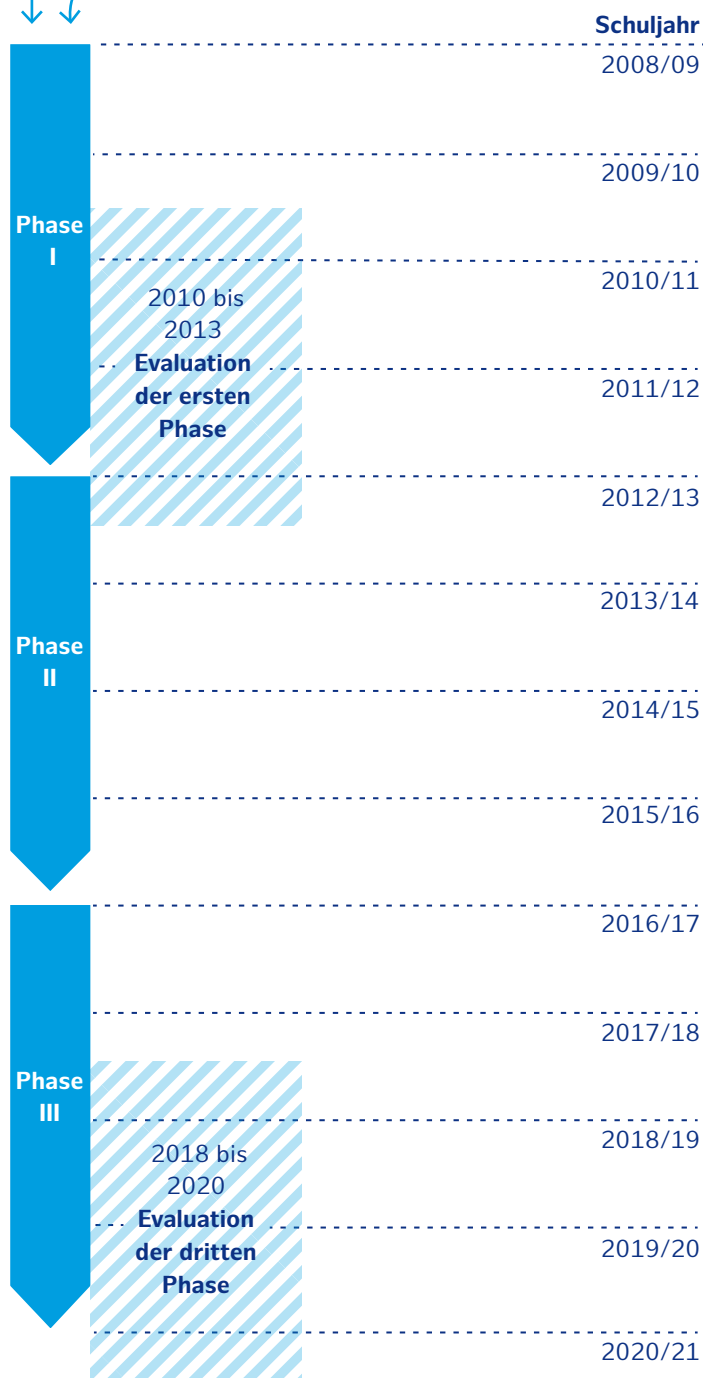 Schuljahr
2008/09
2009/10
Phase
I
2010/11
2010 bis
2013
Evaluation
der ersten
Phase
2011/12
2012/13
2013/14
Phase
II
2014/15
2015/16
2016/17
2017/18
Phase
III
2018/19
2018 bis
2020
Evaluation
der dritten
Phase
2019/20
2020/21